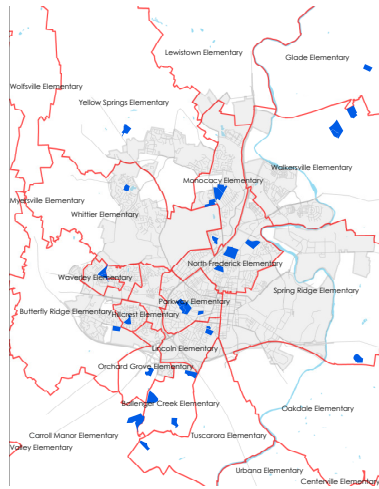 Lewistown Elementary
Glade Elementary
Wolfsville Elementary
Yellow Springs Elementary
Walkersville Elementary
Monocacy Elementary
Myersville Elementary
Whittier Elementary
North Frederick Elementary
Waverley Elementary
Spring Ridge Elementary
Parkway Elementary
Butterfly Ridge Elementary
Hillcrest Elementary
Lincoln Elementary
Orchard Grove Elementary
Ballenger Creek Elementary
Oakdale Elementary
Carroll Manor Elementary
Tuscarora Elementary
Valley Elementary
Urbana Elementary
Centerville Elementary